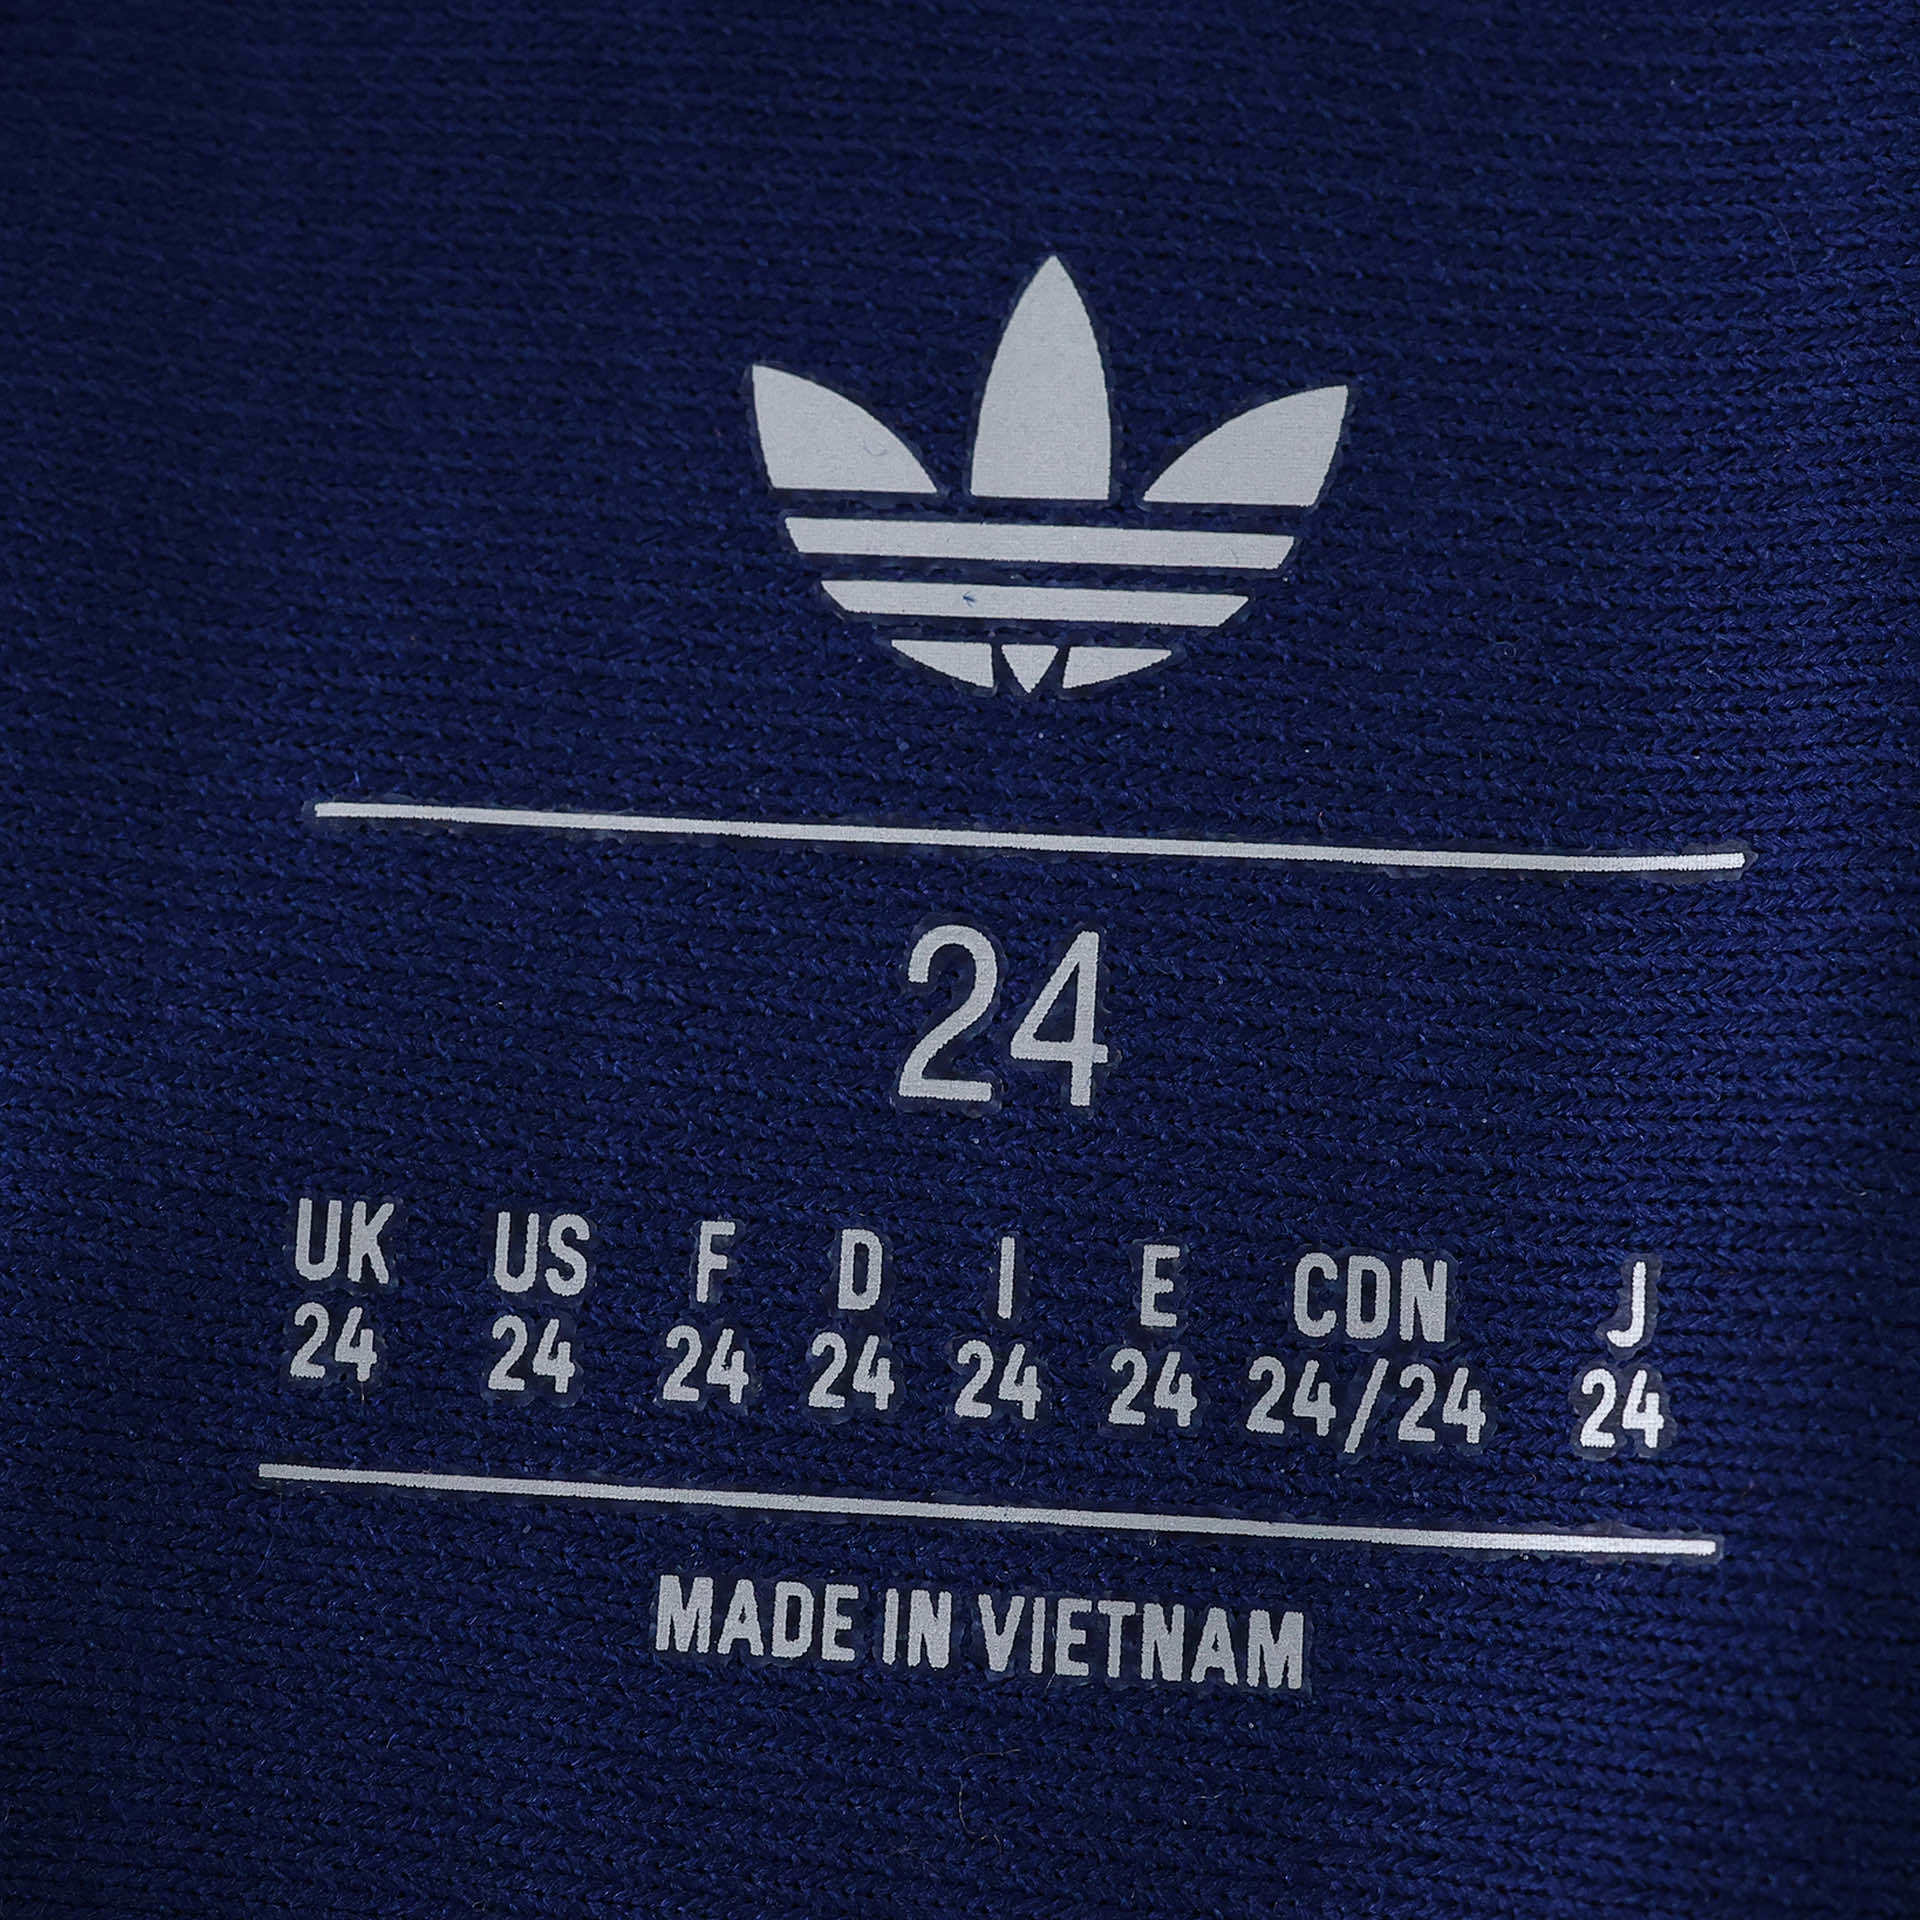 24
UK US F D I E CDN J
24 24 24 24 24 24 24/24 24
MADE IN VIETNAM